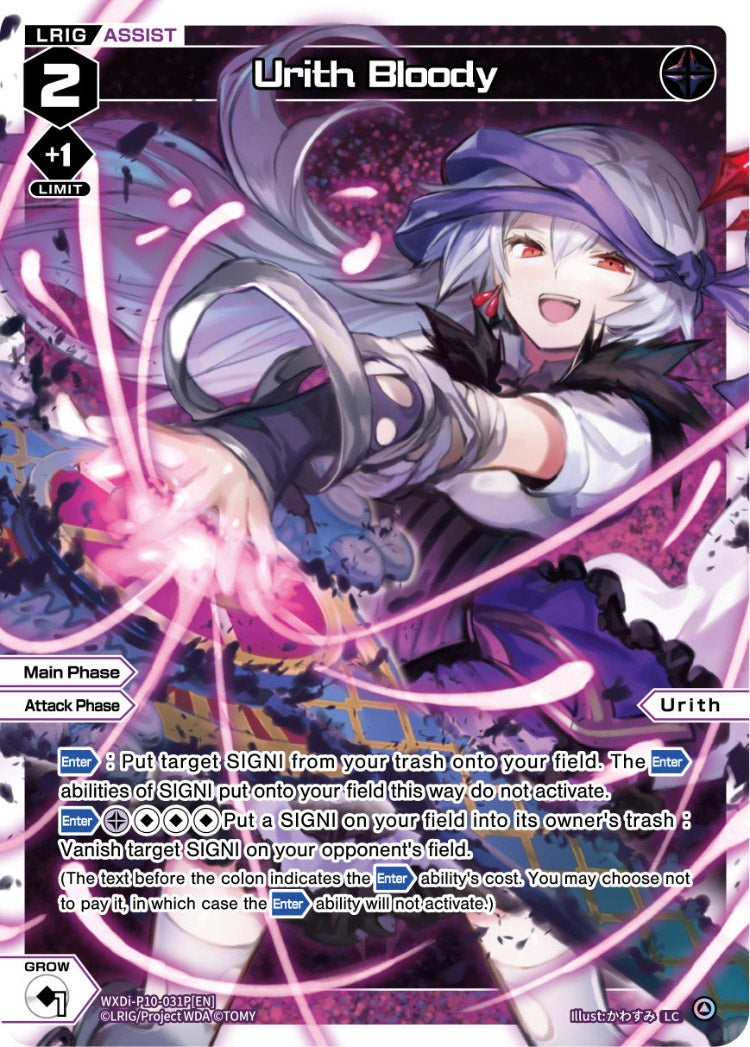 LRIG ASSIST
2
Urith Bloody
+1
LIMIT
Main Phase
Attack Phase
Urith
Enter : Put target SIGNI from your trash onto your field. The Enter
abilities of SIGNI put onto your field this way do not activate.
Enter Put a SIGNI on your field into its owner's trash :
Vanish target SIGNI on your opponent's field.
(The text before the colon indicates the Enter ability's cost. You may choose not
to pay it, in which case the Enter ability will not activate.)
GROW
1
WXDi-P10-031P[EN]
©LRIG/Project WDA ©TOMY
Illust:かわすみ LC